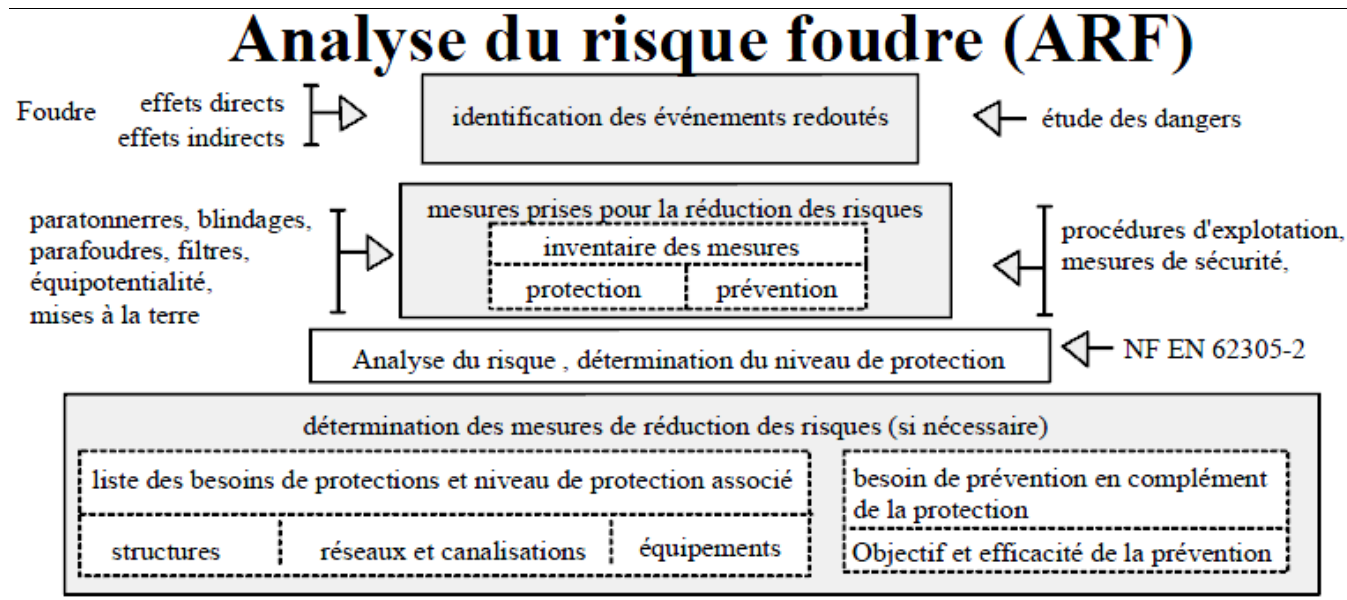 Analyse du risque foudre (ARF)
Foudre
effets directs
effets indirects
identification des événements redoutés
étude des dangers
paratonnerres, blindages,
parafoudres, filtres,
équipotentialité,
mises à la terre
mesures prises pour la réduction des risques
inventaire des mesures
protection
prévention
procédures d'explotation,
mesures de sécurité,
Analyse du risque , détermination du niveau de protection
NF EN 62305-2
détermination des mesures de réduction des risques (si nécessaire)
liste des besoins de protections et niveau de protection associé
structures
réseaux et canalisations
équipements
besoin de prévention en complément
de la protection
Objectif et efficacité de la prévention